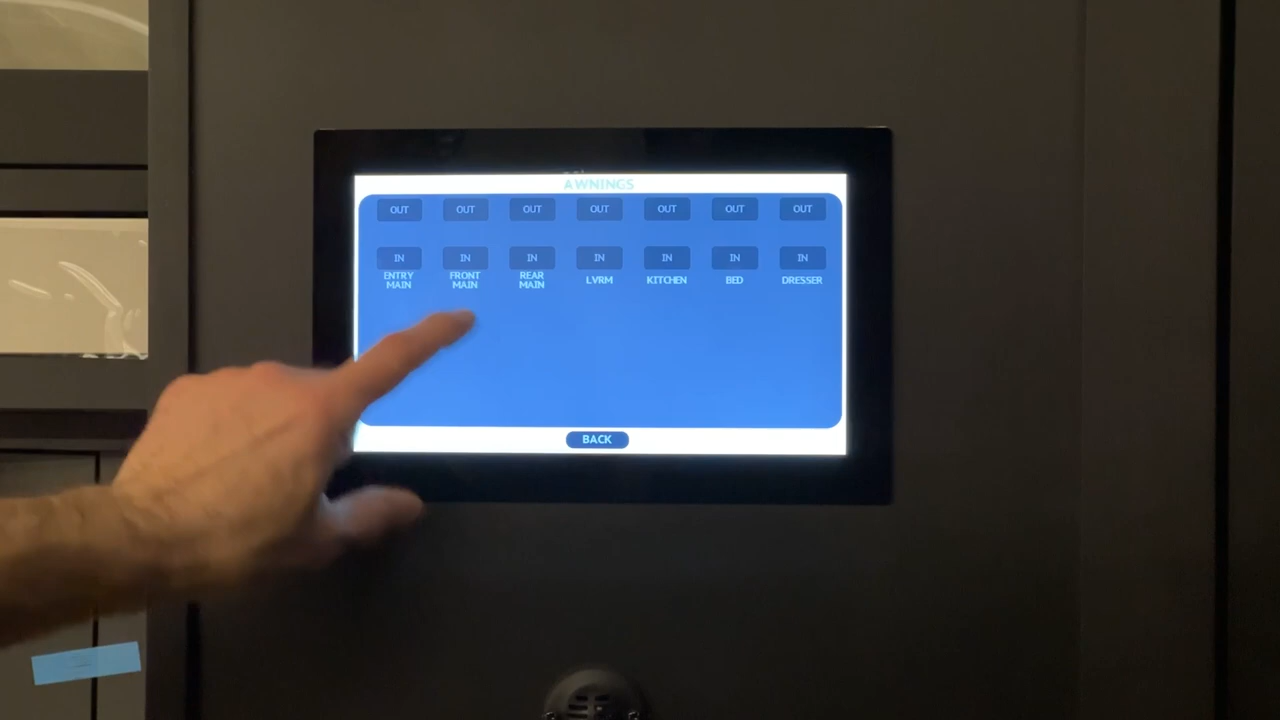 AWNINGS
OUT OUT OUT OUT OUT OUT OUT
IN IN IN IN IN IN IN
ENTRY MAIN FRONT MAIN REAR MAIN LVRM KITCHEN BED DRESSER
BACK